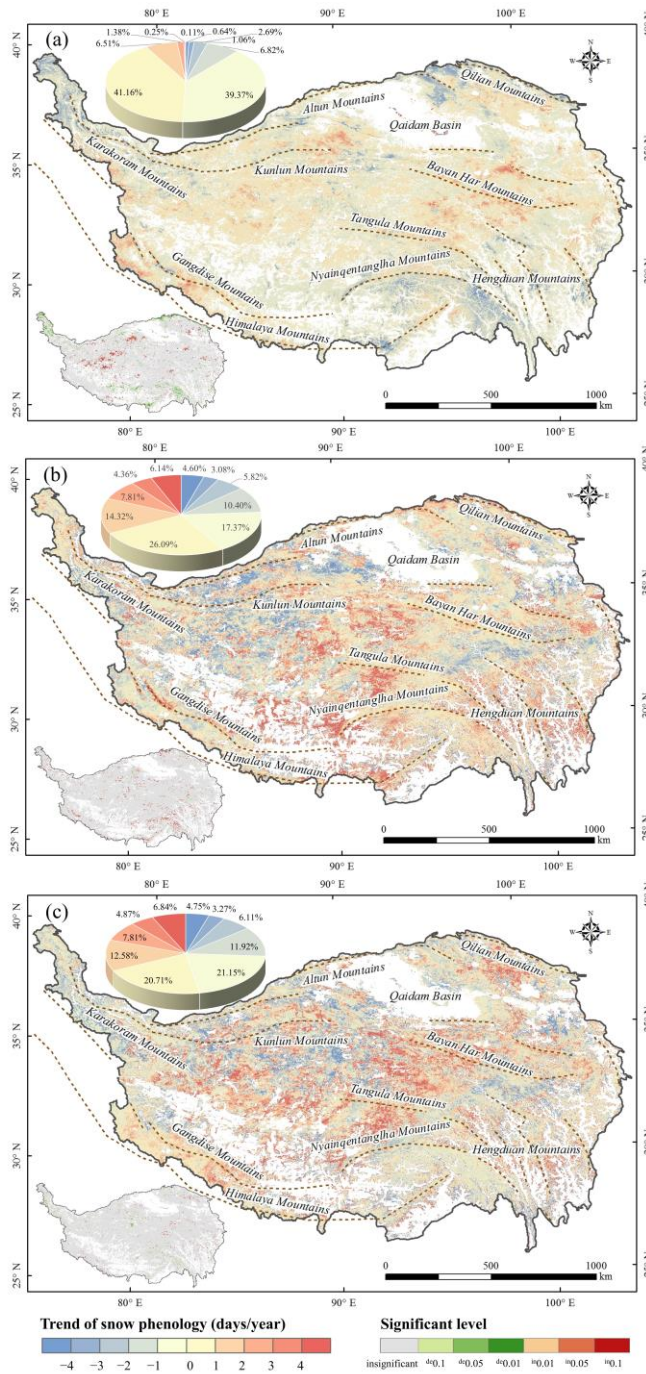 (a)
1.38%
0.25%
0.11%
0.64%
2.69%
1.06%
6.51%
6.82%
41.16%
39.37%
N
W
E
S
Altun Mountains
Qilian Mountains
Qaidam Basin
Karakoram Mountains
Kunlun Mountains
Bayan Har Mountains
Tangula Mountains
Gangdise Mountains
Nyainqentanglha Mountains
Hengduan Mountains
Himalaya Mountains
40° N
35° N
30° N
25° N
0
500
1000
km
80° E
90° E
100° E
(b)
4.36%
6.14%
4.60%
3.08%
5.82%
7.81%
10.40%
14.32%
17.37%
26.09%
N
W
E
S
Altun Mountains
Qilian Mountains
Qaidam Basin
Karakoram Mountains
Kunlun Mountains
Bayan Har Mountains
Tangula Mountains
Gangdise Mountains
Nyainqentanglha Mountains
Hengduan Mountains
Himalaya Mountains
40° N
35° N
30° N
25° N
0
500
1000
km
80° E
90° E
100° E
(c)
4.87%
6.84%
4.75%
3.27%
6.11%
7.81%
11.92%
12.58%
20.71%
21.15%
N
W
E
S
Altun Mountains
Qilian Mountains
Qaidam Basin
Karakoram Mountains
Kunlun Mountains
Bayan Har Mountains
Tangula Mountains
Gangdise Mountains
Nyainqentanglha Mountains
Hengduan Mountains
Himalaya Mountains
40° N
35° N
30° N
25° N
0
500
1000
km
80° E
90° E
100° E
Trend of snow phenology (days/year)
−4 −3 −2 −1 0 1 2 3 4
Significant level
insignificant de0.1 de0.05 de0.01 in0.01 in0.05 in0.1